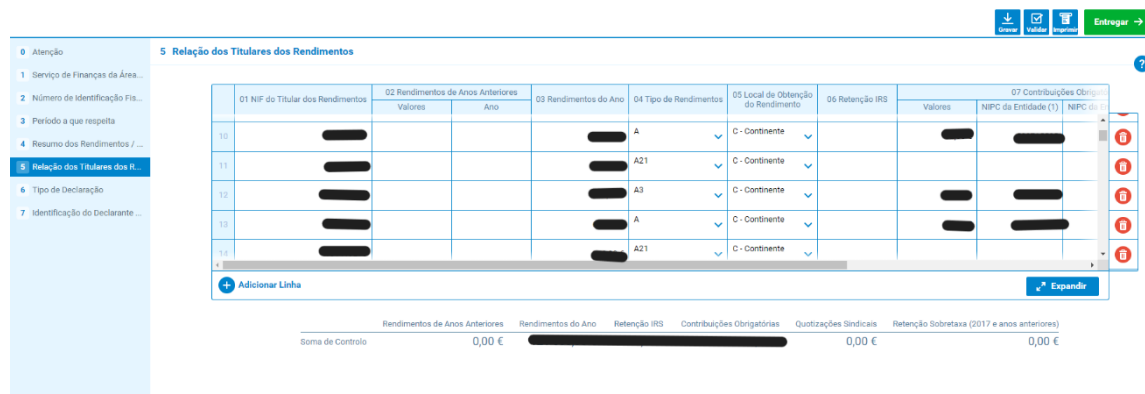 Gravar Validar Imprimir Entregar →
0 Atenção
5 Relação dos Titulares dos Rendimentos
?
1 Serviço de Finanças da Área...
2 Número de Identificação Fis...
3 Período a que respeita
4 Resumo dos Rendimentos / ...
5 Relação dos Titulares dos R...
6 Tipo de Declaração
7 Identificação do Declarante ...
01 NIF do Titular dos Rendimentos 02 Rendimentos de Anos Anteriores 03 Rendimentos do Ano 04 Tipo de Rendimentos 05 Local de Obtenção do Rendimento 06 Retenção IRS 07 Contribuições
Valores Ano Valores NIPC da Entidade (1) NIPC
10 A C - Continente
11 A21 C - Continente
12 A3 C - Continente
13 A C - Continente
14 A21 C - Continente
+ Adicionar Linha Expandir
Rendimentos de Anos Anteriores Rendimentos do Ano Retenção IRS Contribuições Obrigatórias Quotizações Sindicais Retenção Sobretaxa (2017 e anos anteriores)
Soma de Controlo 0,00 € 0,00 € 0,00 €